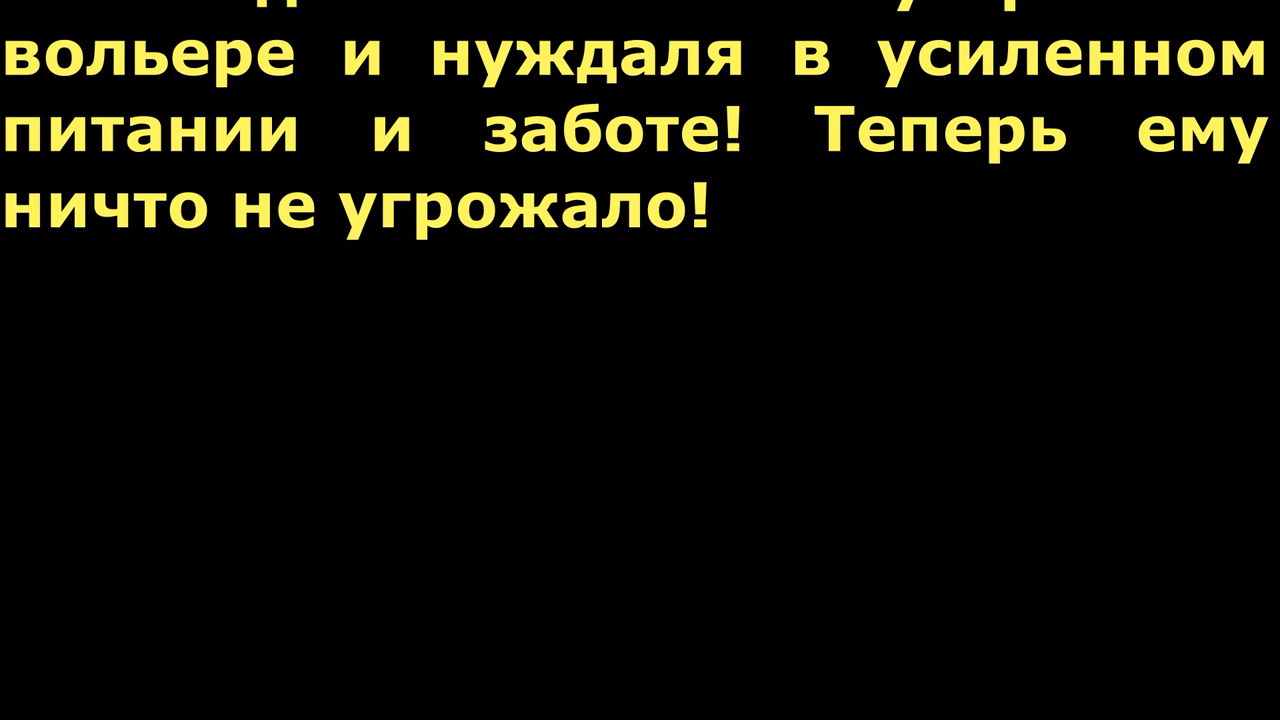 вольере и нуждаля в усиленном
питании и заботе! Теперь ему
ничто не угрожало!